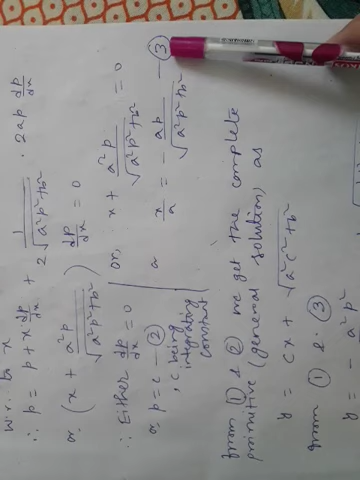 w.r. to x
∴ p = p + x dp/dx + 1/(2√(a²p²+b²)) · 2ap dp/dx
or (x + a²p/√(a²p²+b²)) dp/dx = 0
∴ Either dp/dx = 0 | or, x + a²p/√(a²p²+b²) = 0
or p = c — ② | or x/a = - ap/√(a²p²+b²) — ③
, c being
integrating
constant
from ① & ② we get the complete
primitive (general solution) as
y = cx + √(a²c²+b²)
from ① & ③
y = - a²p²